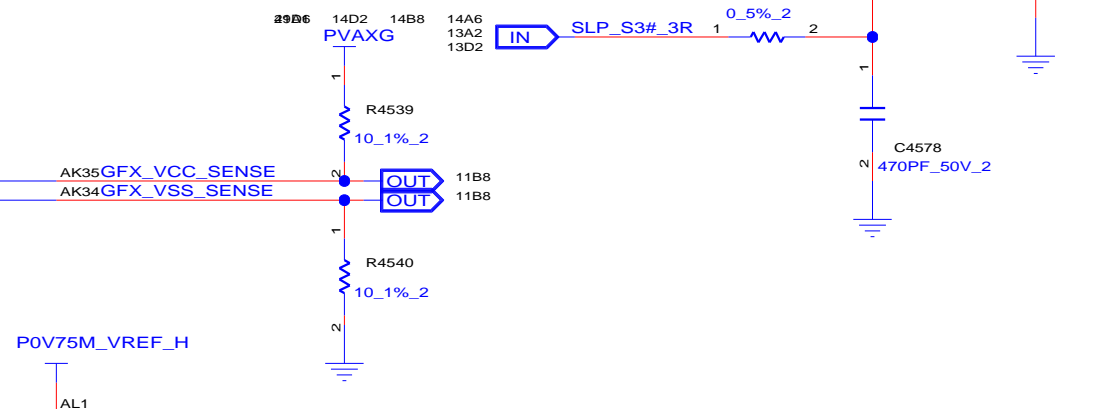 14D2 14B8 14A6
PVAXG
13A2
13D2
IN
SLP_S3#_3R
1
0_5%_2
2
1
R4539
10_1%_2
2
AK35 GFX_VCC_SENSE
OUT
11B8
AK34 GFX_VSS_SENSE
OUT
11B8
1
R4540
10_1%_2
2
1
C4578
2
470PF_50V_2
P0V75M_VREF_H
AL1